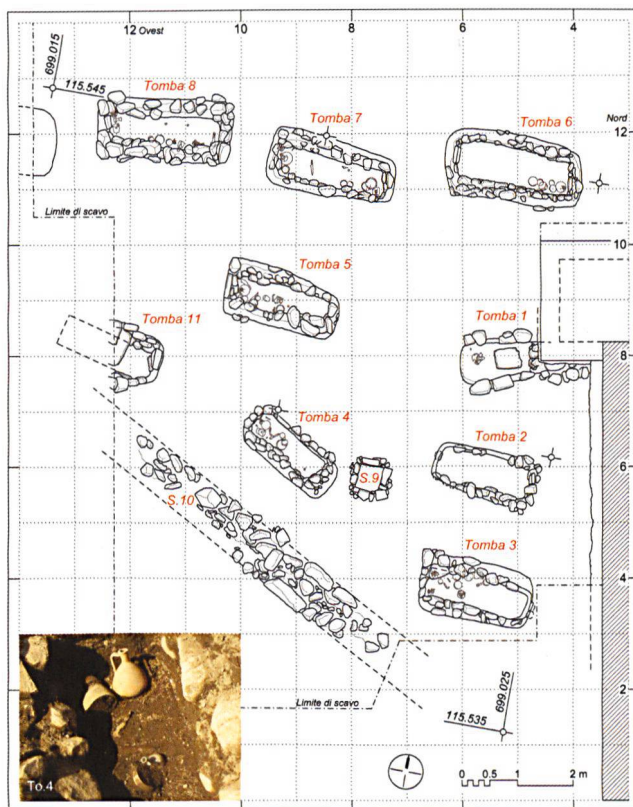 12 Ovest
10
8
6
4
699.015
115.545
Tomba 8
Tomba 7
Tomba 6
Nord
12
Limite di scavo
10
Tomba 5
Tomba 11
Tomba 1
8
Tomba 4
Tomba 2
6
S.9
S.10
Tomba 3
4
2
Limite di scavo
115.535
699.025
To.4
0 0.5 1 2 m